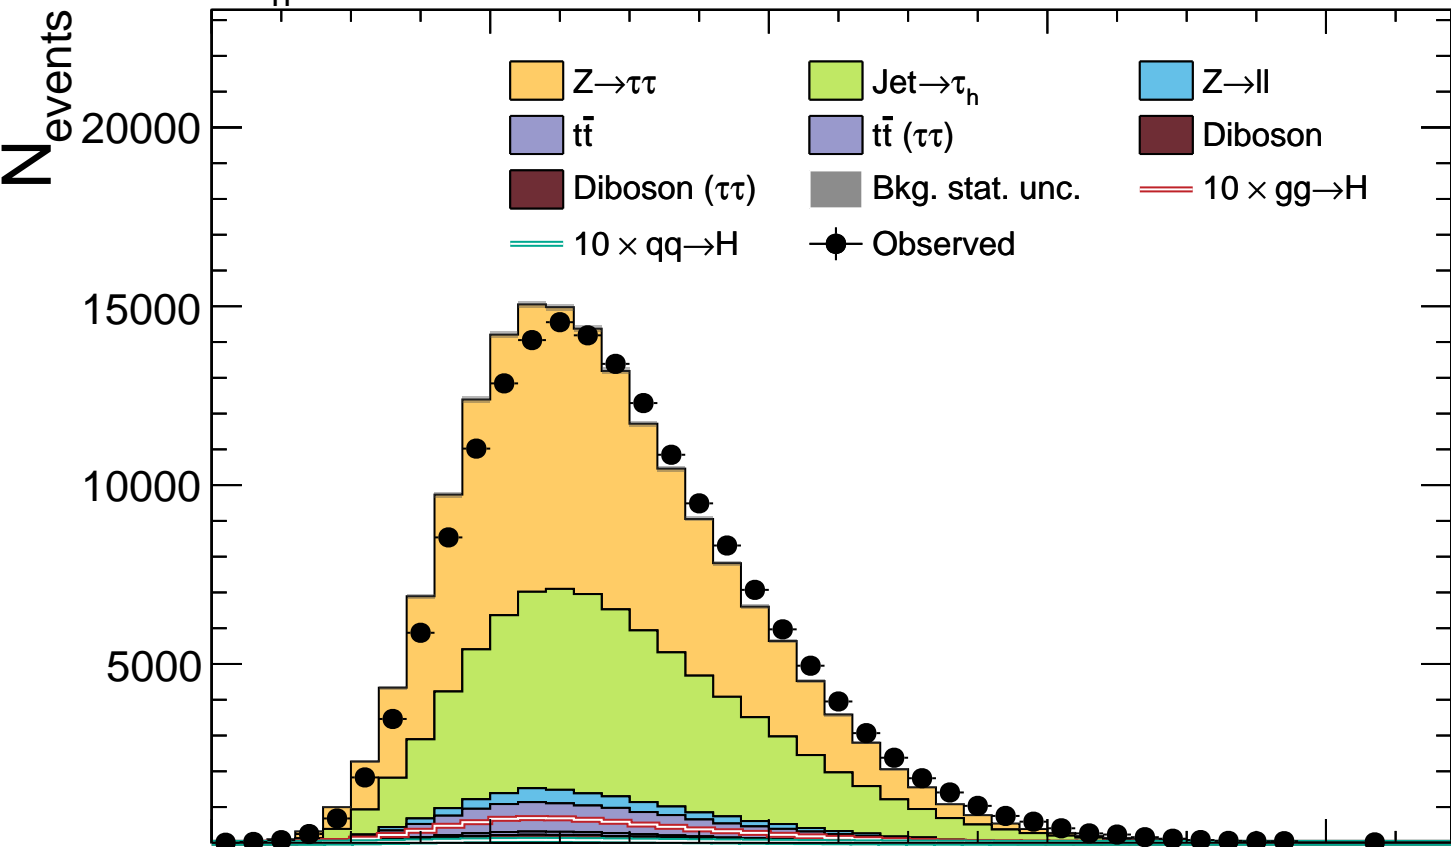 N_events
Z→ττ Jet→τ_h Z→ll
20000
tt̄ tt̄ (ττ) Diboson
Diboson (ττ) Bkg. stat. unc. 10 × gg→H
10 × qq→H Observed
15000
10000
5000